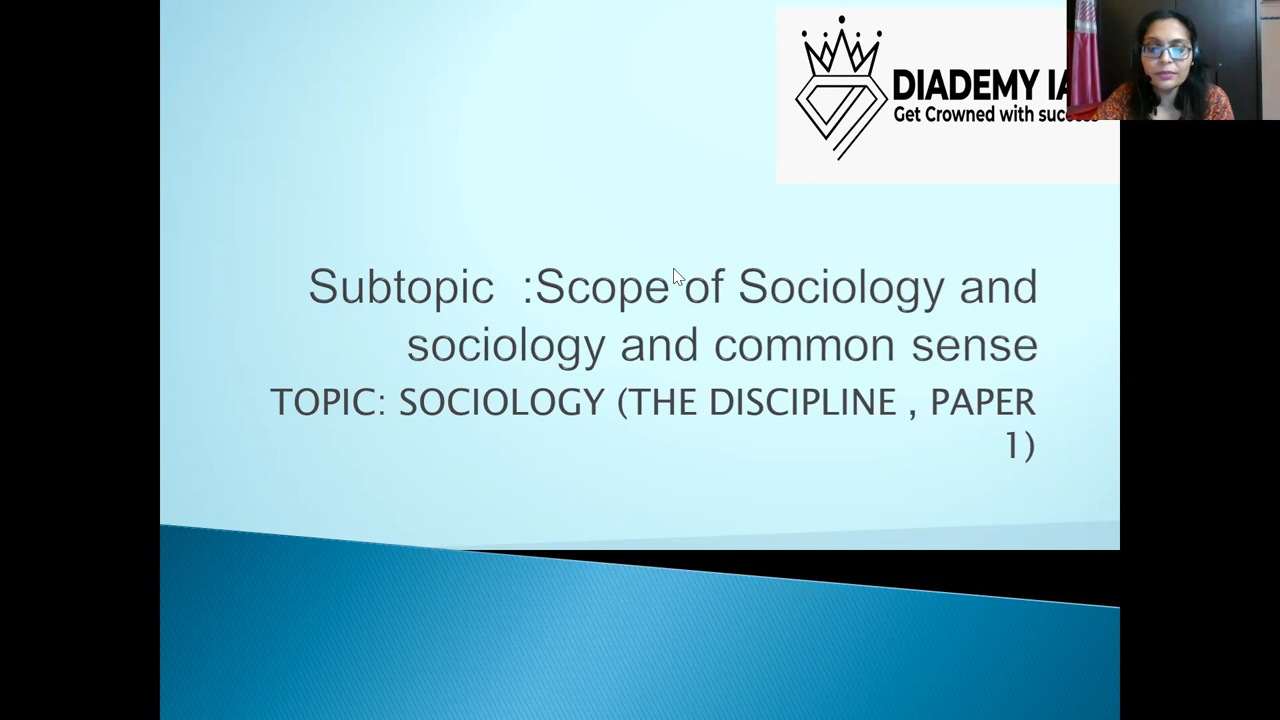 DIADEMY IA
Get Crowned with success
Subtopic  :Scope of Sociology and
sociology and common sense
TOPIC: SOCIOLOGY (THE DISCIPLINE , PAPER
1)